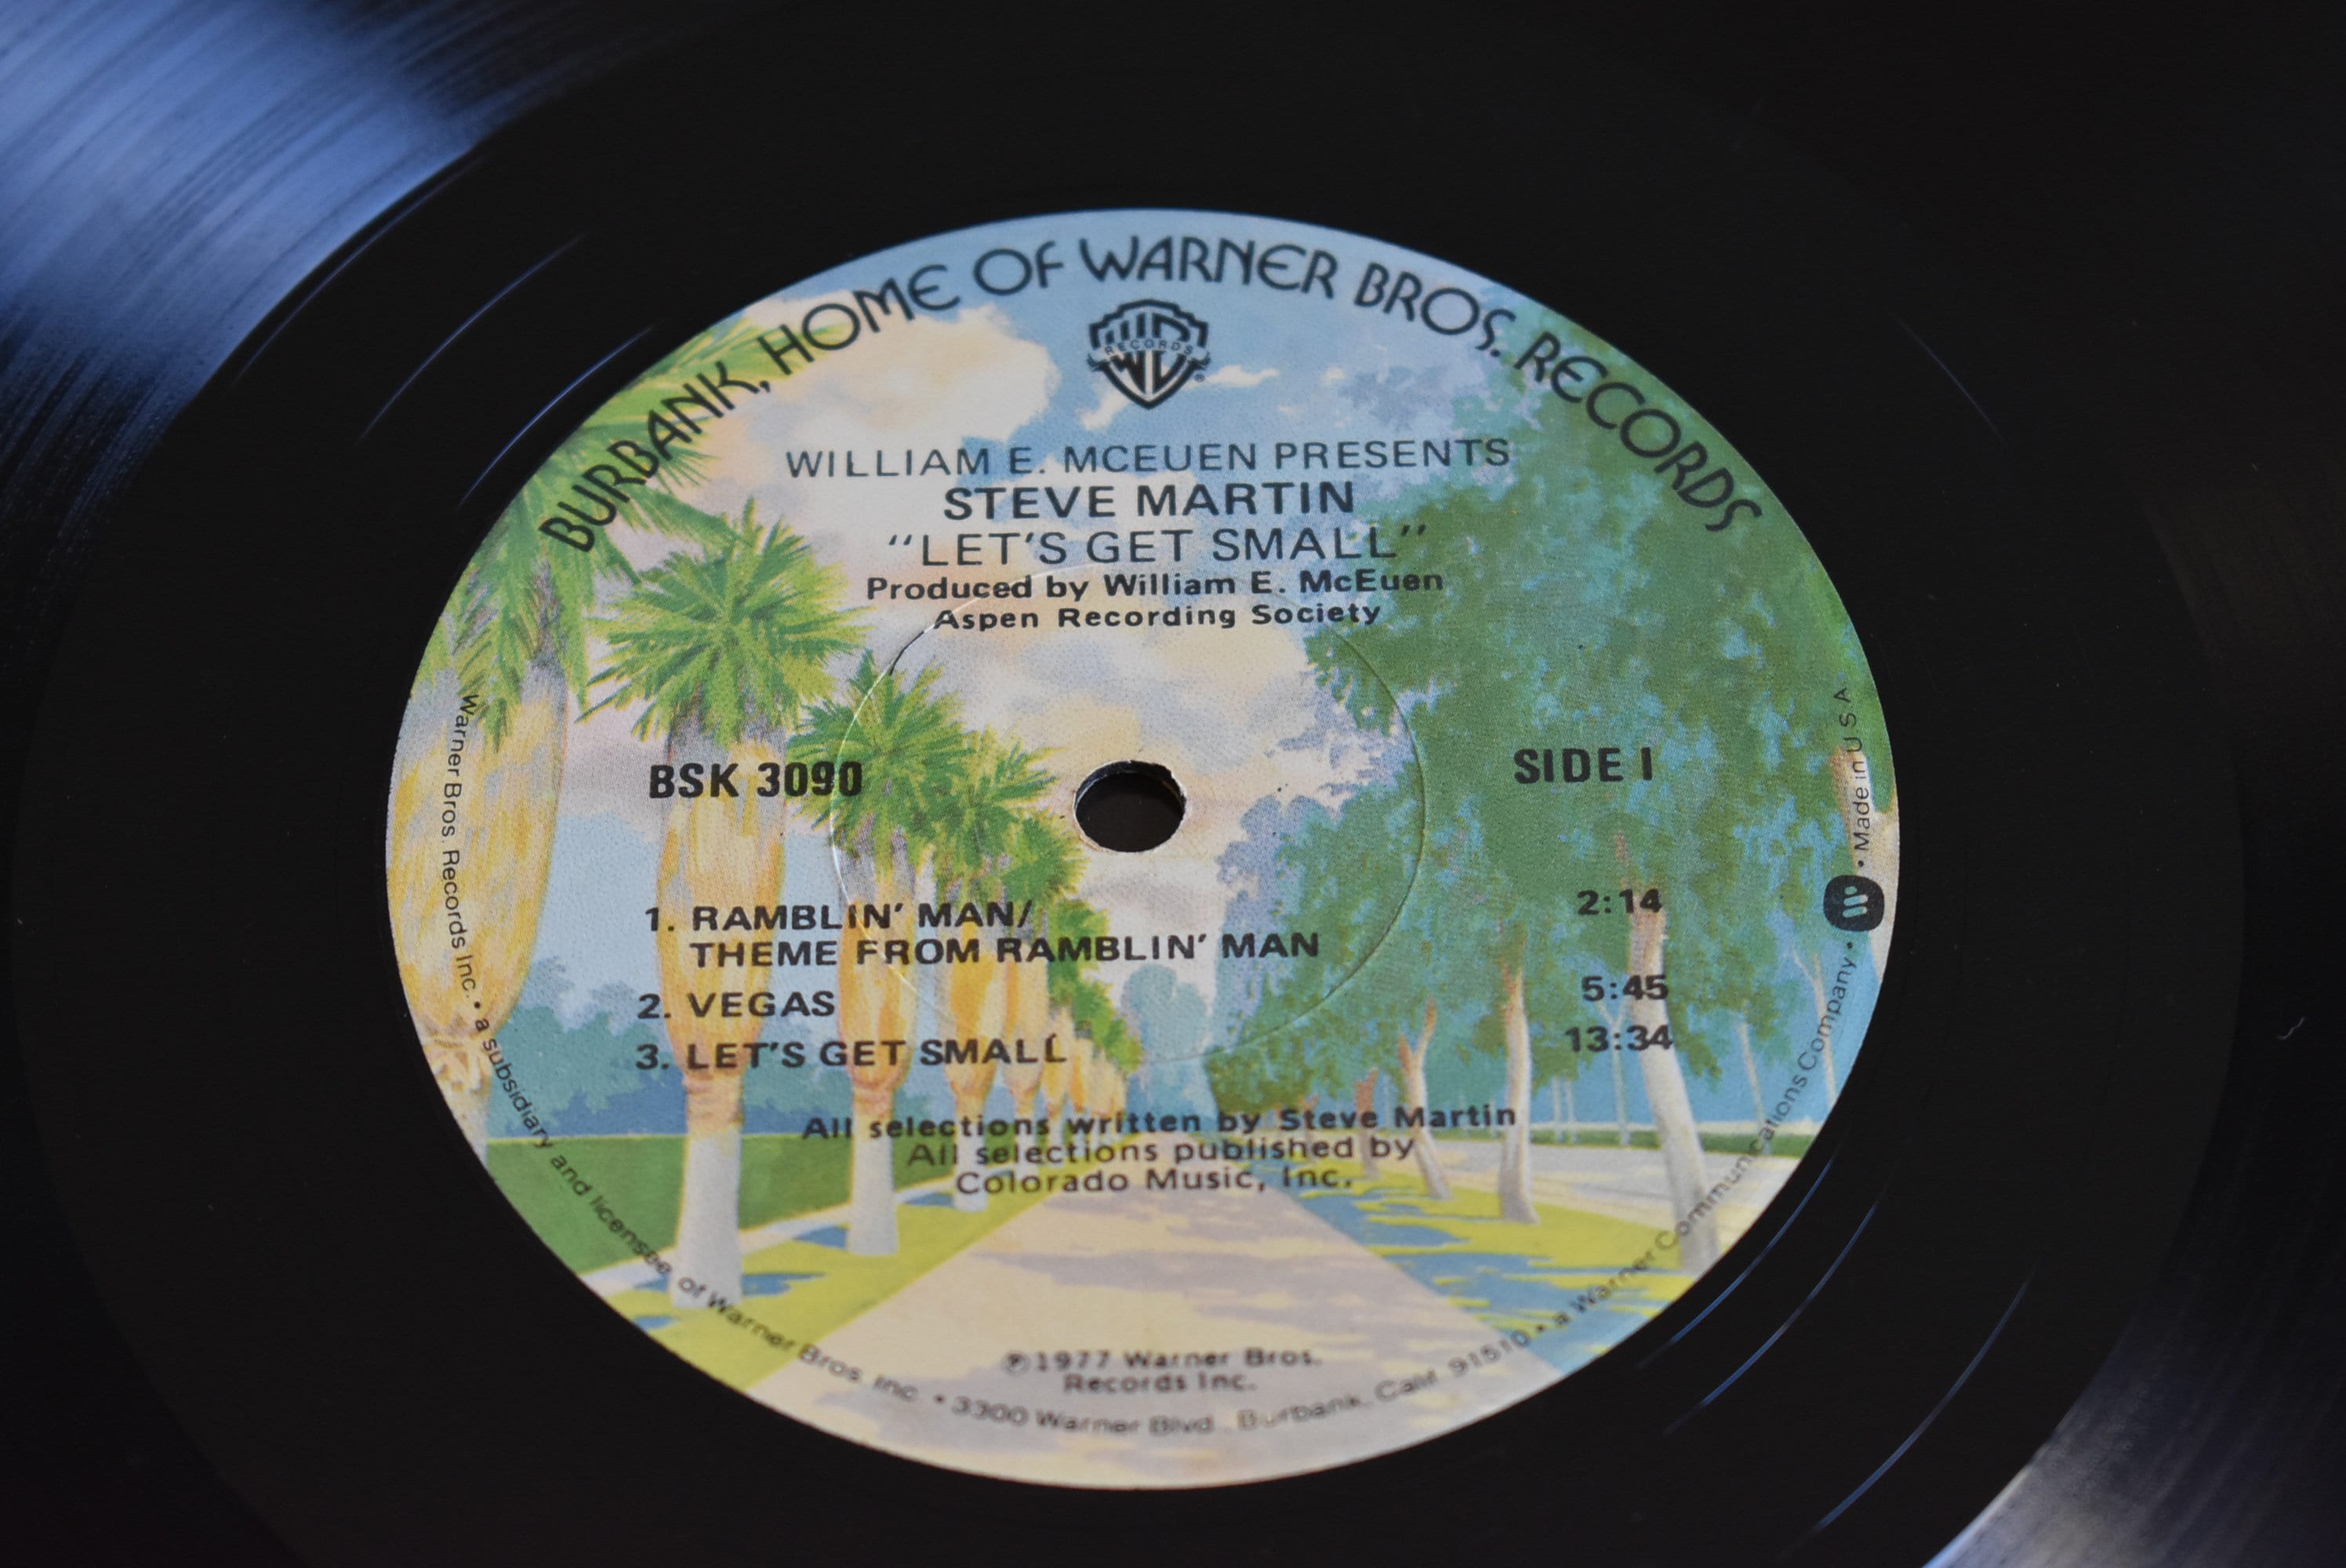 BURBANK, HOME OF WARNER BROS. RECORDS
RECORDS
WILLIAM E. MCEUEN PRESENTS
STEVE MARTIN
“LET'S GET SMALL”
Produced by William E. McEuen
Aspen Recording Society
BSK 3090
SIDE I
1. RAMBLIN' MAN/ 2:14
THEME FROM RAMBLIN' MAN
2. VEGAS 5:45
3. LET'S GET SMALL 13:34
All selections written by Steve Martin
All selections published by
Colorado Music, Inc.
℗1977 Warner Bros.
Records Inc.
Warner Bros. Records Inc. • a subsidiary and licensee of Warner Bros. Inc. • 3300 Warner Blvd., Burbank, Calif. 91510 • a Warner Communications Company • • Made in U S A